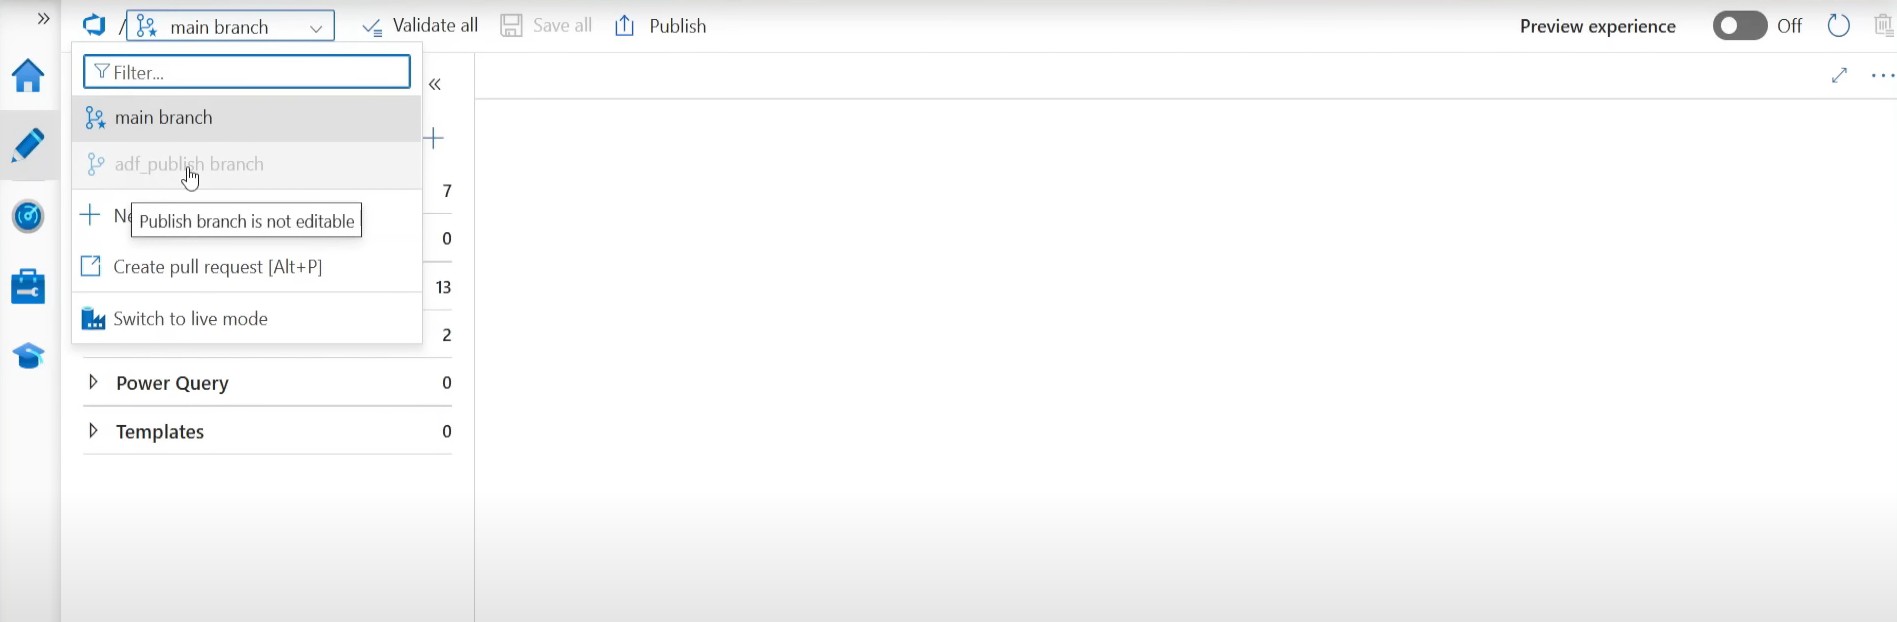 »
/ main branch
Validate all
Save all
Publish
Preview experience
Off
Filter...
«
main branch
adf_publish branch
7
Ne
Publish branch is not editable
0
Create pull request [Alt+P]
13
Switch to live mode
2
Power Query 0
Templates 0